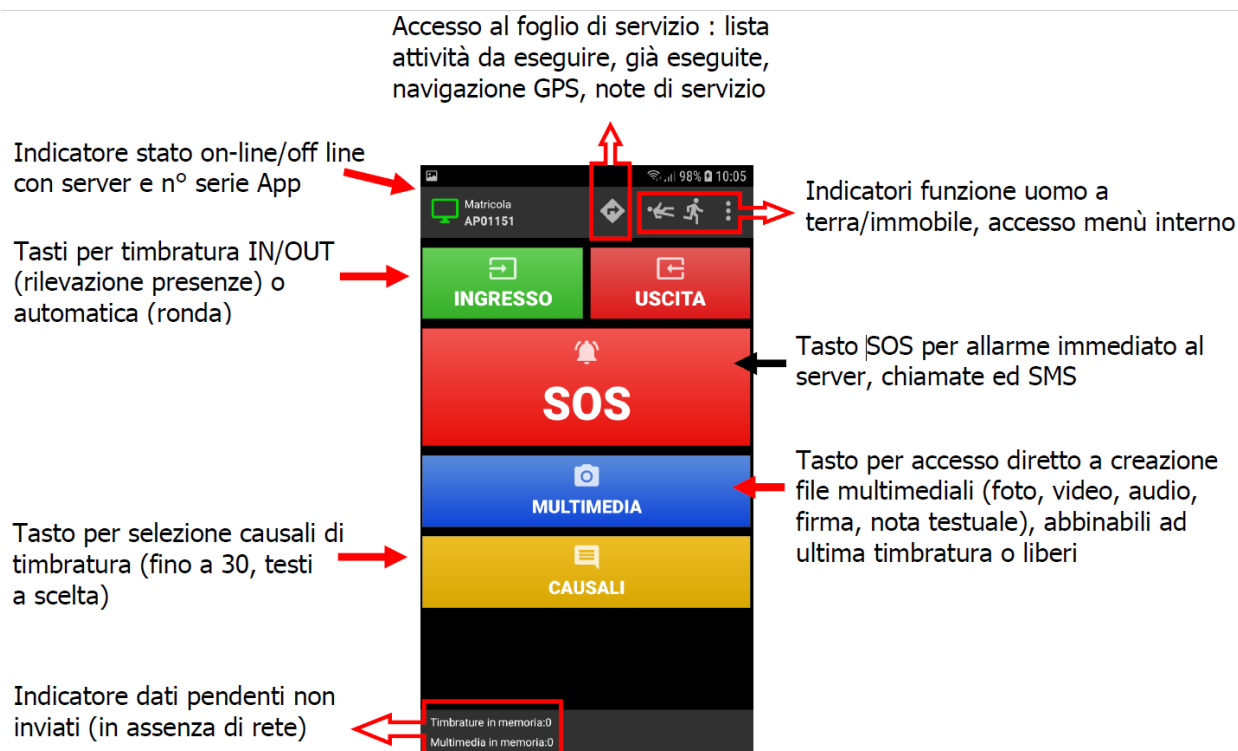 Accesso al foglio di servizio : lista
attività da eseguire, già eseguite,
navigazione GPS, note di servizio
Indicatore stato on-line/off line
con server e n° serie App
98% 10:05
Matricola
AP01151
Indicatori funzione uomo a
terra/immobile, accesso menù interno
Tasti per timbratura IN/OUT
(rilevazione presenze) o
automatica (ronda)
INGRESSO
USCITA
SOS
Tasto SOS per allarme immediato al
server, chiamate ed SMS
MULTIMEDIA
Tasto per accesso diretto a creazione
file multimediali (foto, video, audio,
firma, nota testuale), abbinabili ad
ultima timbratura o liberi
Tasto per selezione causali di
timbratura (fino a 30, testi
a scelta)
CAUSALI
Indicatore dati pendenti non
inviati (in assenza di rete)
Timbrature in memoria:0
Multimedia in memoria:0